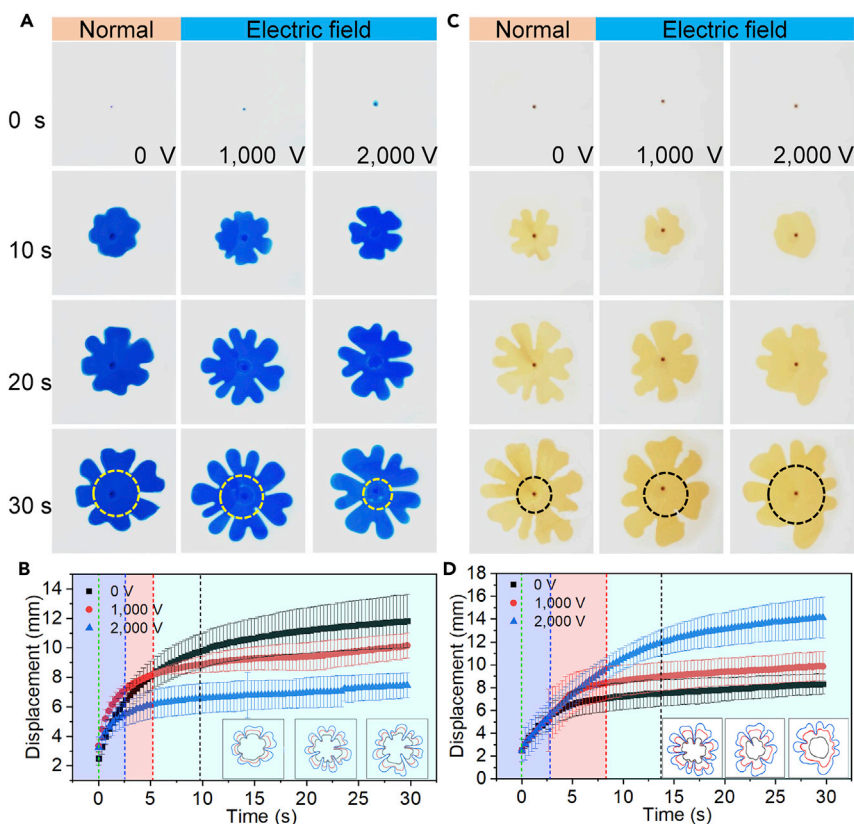 A
Normal
Electric field
C
Normal
Electric field
0 s
0 V
1,000 V
2,000 V
0 V
1,000 V
2,000 V
10 s
20 s
30 s
B
14
12
10
8
6
4
2
Displacement (mm)
0 V
1,000 V
2,000 V
0 5 10 15 20 25 30
Time (s)
D
18
16
14
12
10
8
6
4
2
0
Displacement (mm)
0 V
1,000 V
2,000 V
0 5 10 15 20 25 30
Time (s)